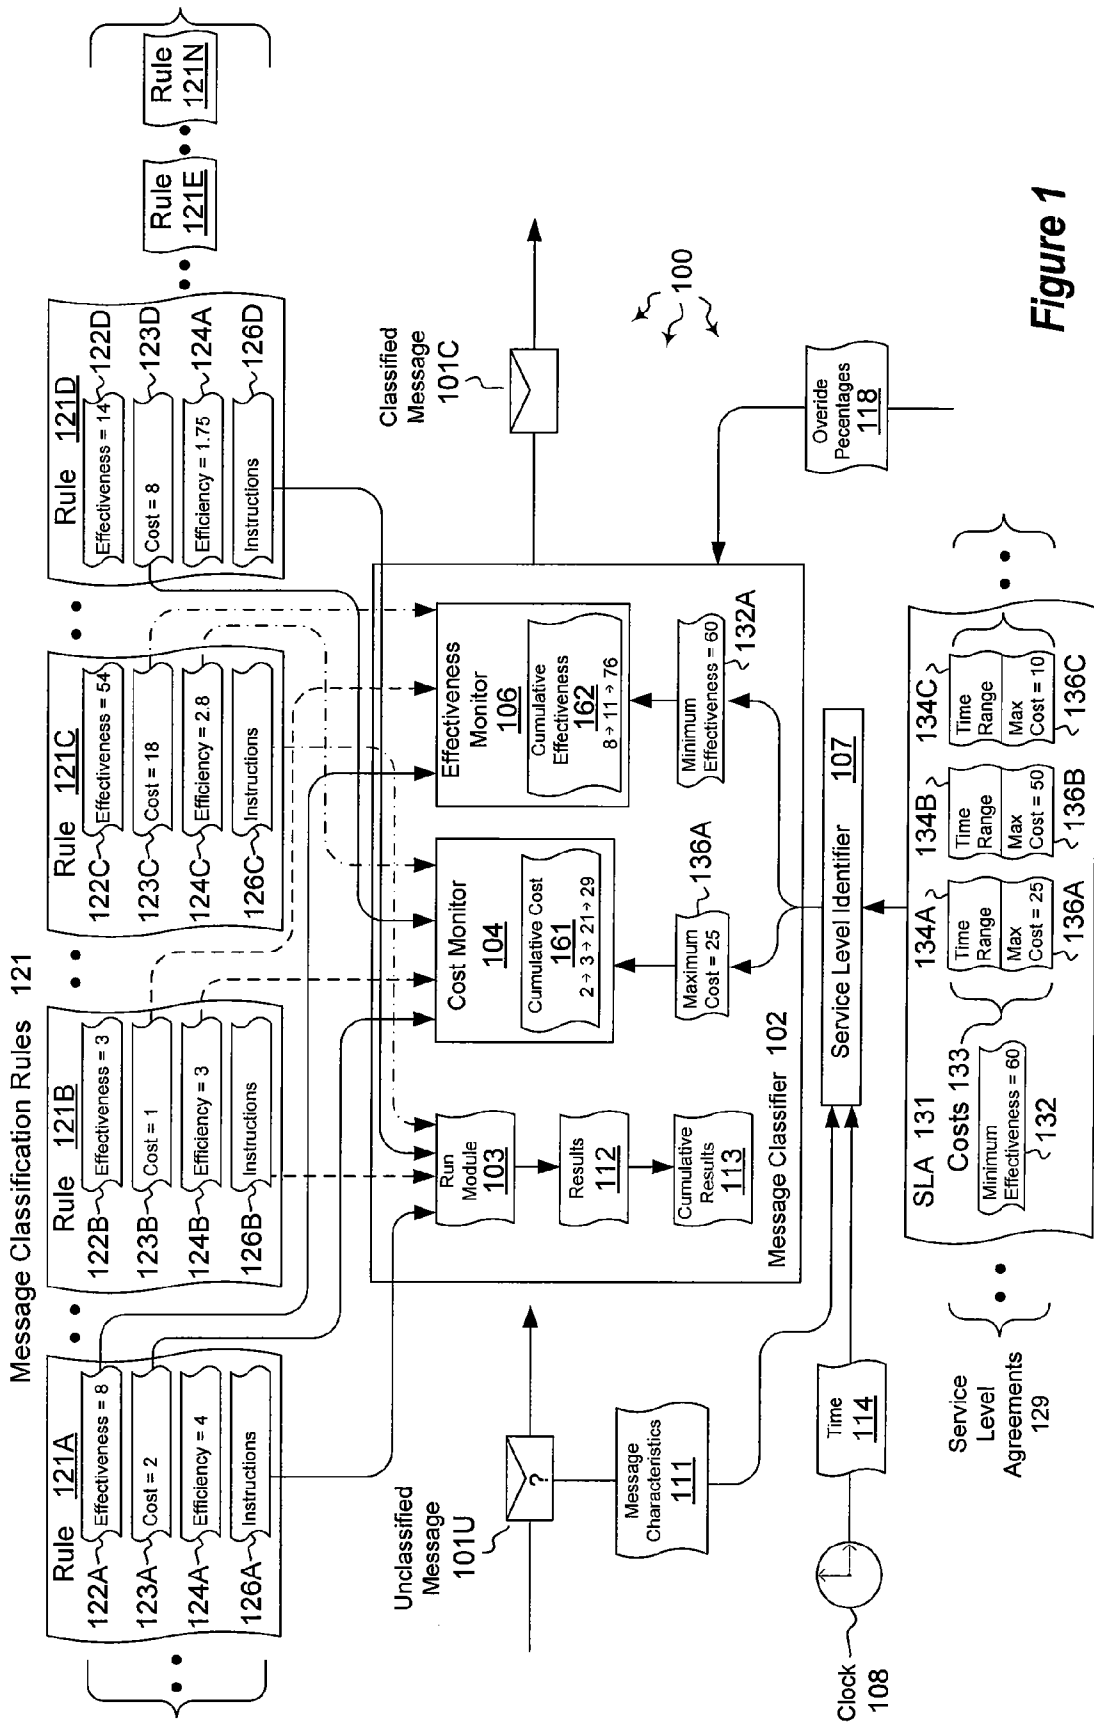 Message Classification Rules 121
Rule 121A
122A
Effectiveness = 8
123A
Cost = 2
124A
Efficiency = 4
126A
Instructions
Rule 121B
122B
Effectiveness = 3
123B
Cost = 1
124B
Efficiency = 3
126B
Instructions
Rule 121C
122C
Effectiveness = 54
123C
Cost = 18
124C
Efficiency = 2.8
126C
Instructions
Rule 121D
Effectiveness = 14
122D
Cost = 8
123D
Efficiency = 1.75
124A
Instructions
126D
Rule
121E
Rule
121N
Unclassified
Message
101U
?
Message
Characteristics
111
Run
Module
103
Results
112
Cumulative
Results
113
Cost Monitor
104
Cumulative Cost
161
2 → 3 → 21 → 29
Maximum
Cost = 25
136A
Effectiveness
Monitor
106
Cumulative
Effectiveness
162
8 → 11 → 76
Minimum
Effectiveness = 60
132A
Message Classifier 102
Classified
Message
101C
100
Overide
Pecentages
118
Clock
108
Time
114
Service Level Identifier 107
Service
Level
Agreements
129
SLA 131
Costs 133
Minimum
Effectiveness = 60
132
134A
Time
Range
Max
Cost = 25
136A
134B
Time
Range
Max
Cost = 50
136B
134C
Time
Range
Max
Cost = 10
136C
Figure 1